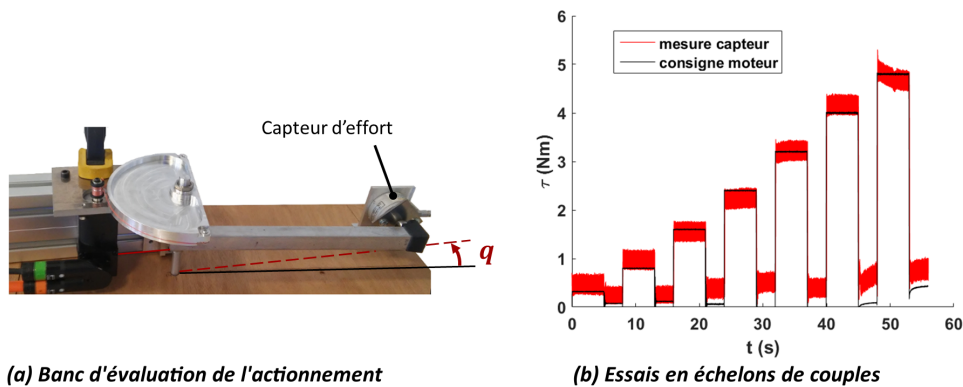 Capteur d'effort
q
(a) Banc d'évaluation de l'actionnement
6
5
4
3
2
1
0
τ (Nm)
mesure capteur
consigne moteur
0
10
20
30
40
50
60
t (s)
(b) Essais en échelons de couples